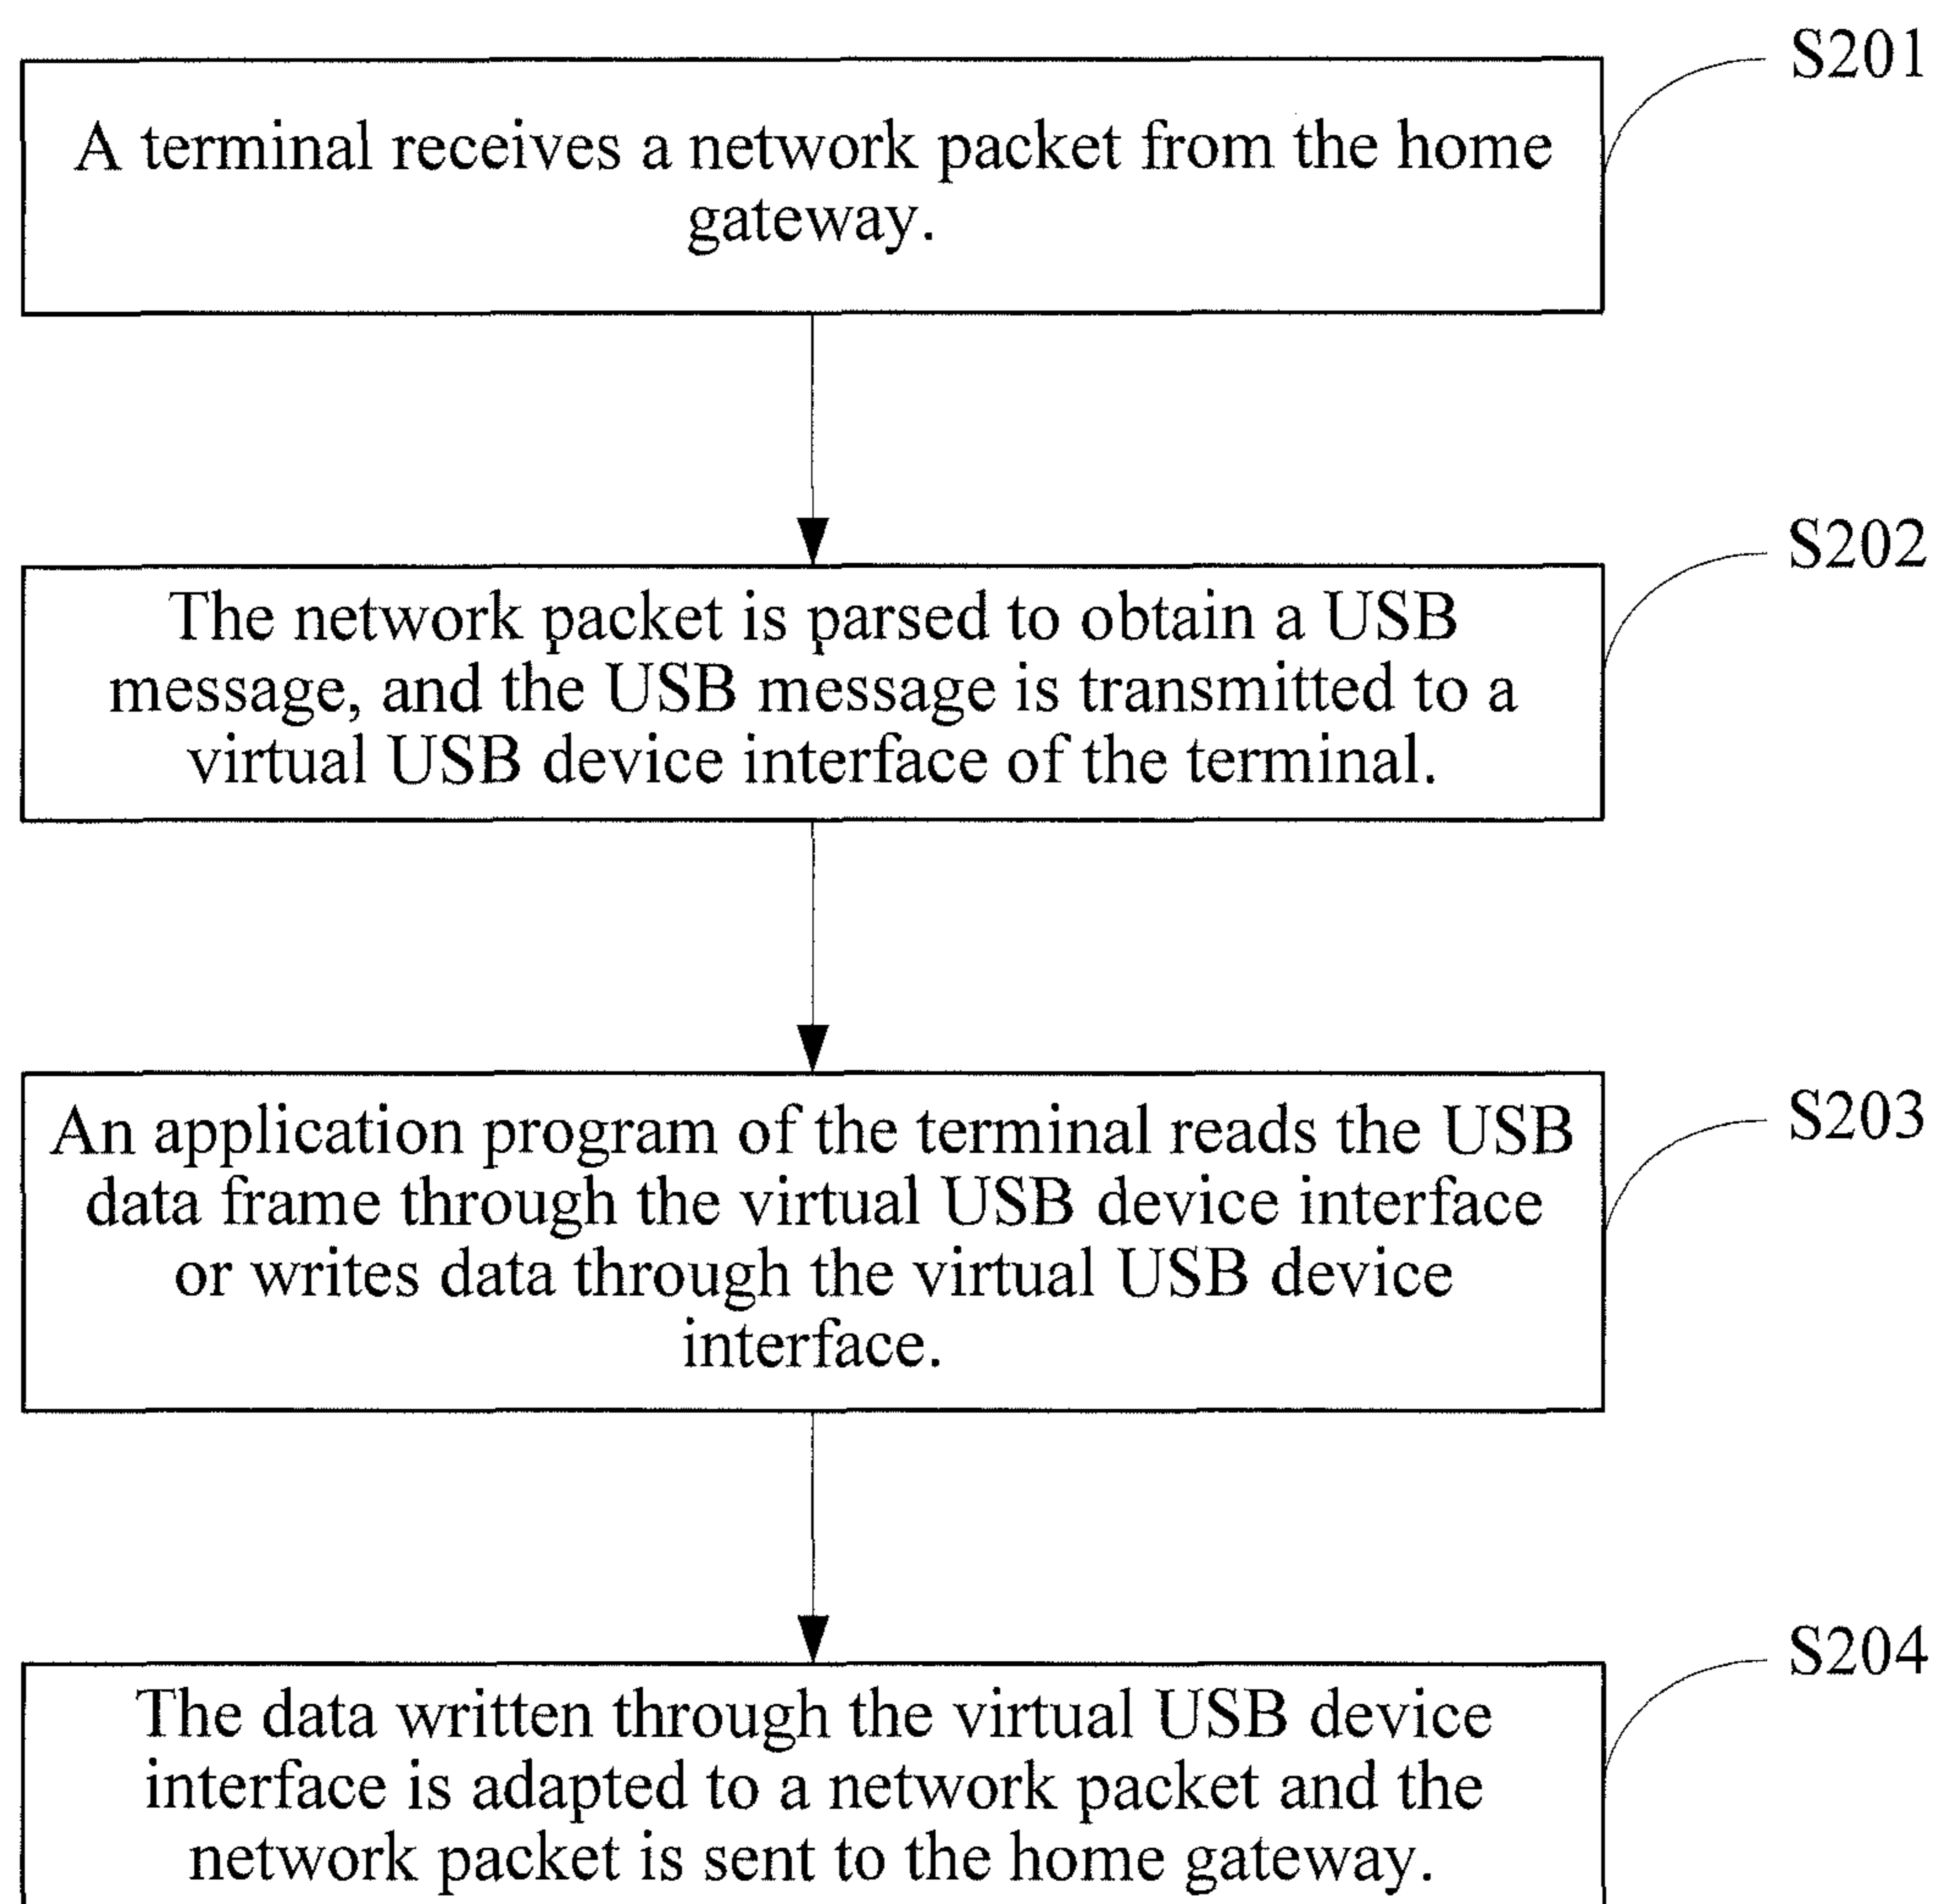 S201
A terminal receives a network packet from the home
gateway.
S202
The network packet is parsed to obtain a USB
message, and the USB message is transmitted to a
virtual USB device interface of the terminal.
S203
An application program of the terminal reads the USB
data frame through the virtual USB device interface
or writes data through the virtual USB device
interface.
S204
The data written through the virtual USB device
interface is adapted to a network packet and the
network packet is sent to the home gateway.